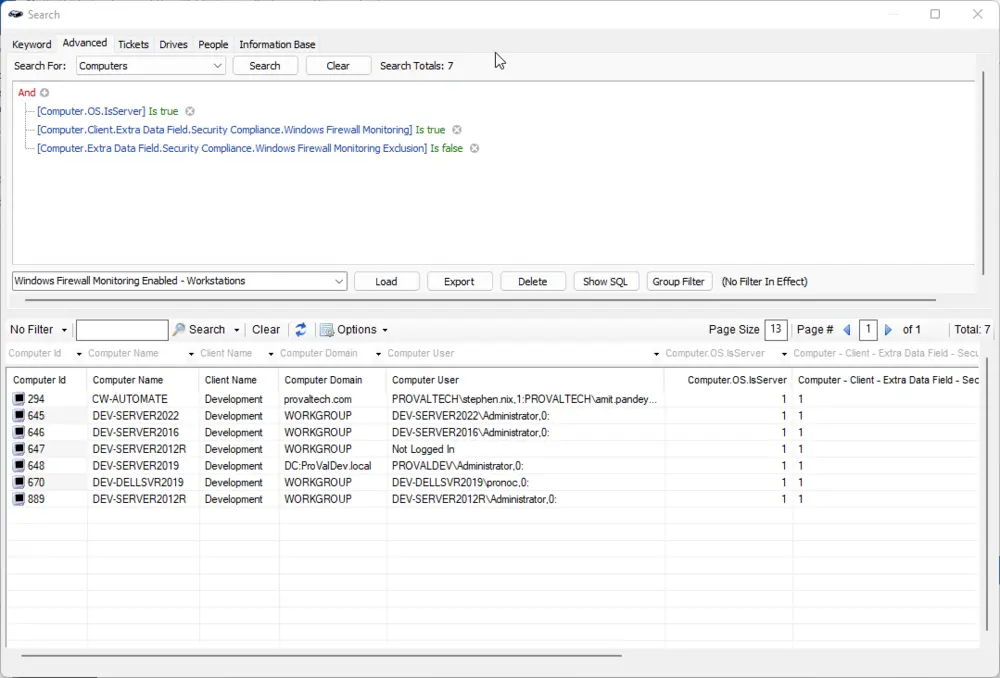 Search
Keyword Advanced Tickets Drives People Information Base
Search For: Computers Search Clear Search Totals: 7
And
[Computer.OS.IsServer] Is true
[Computer.Client.Extra Data Field.Security Compliance.Windows Firewall Monitoring] Is true
[Computer.Extra Data Field.Security Compliance.Windows Firewall Monitoring Exclusion] Is false
Windows Firewall Monitoring Enabled - Workstations Load Export Delete Show SQL Group Filter (No Filter In Effect)
No Filter Search Clear Options Page Size 13 Page # 1 of 1 Total: 7
Computer Id Computer Name Client Name Computer Domain Computer User Computer.OS.IsServer Computer - Client - Extra Data Field - Secu
Computer Id Computer Name Client Name Computer Domain Computer User Computer.OS.IsServer Computer - Client - Extra Data Field - Sec
294 CW-AUTOMATE Development provaltech.com PROVALTECH\stephen.nix,1:PROVALTECH\amit.pandey... 1 1
645 DEV-SERVER2022 Development WORKGROUP DEV-SERVER2022\Administrator,0: 1 1
646 DEV-SERVER2016 Development WORKGROUP DEV-SERVER2016\Administrator,0: 1 1
647 DEV-SERVER2012R Development WORKGROUP Not Logged In 1 1
648 DEV-SERVER2019 Development DC:ProValDev.local PROVALDEV\Administrator,0: 1 1
670 DEV-DELLSVR2019 Development WORKGROUP DEV-DELLSVR2019\pronoc,0: 1 1
889 DEV-SERVER2012R Development WORKGROUP DEV-SERVER2012R\Administrator,0: 1 1